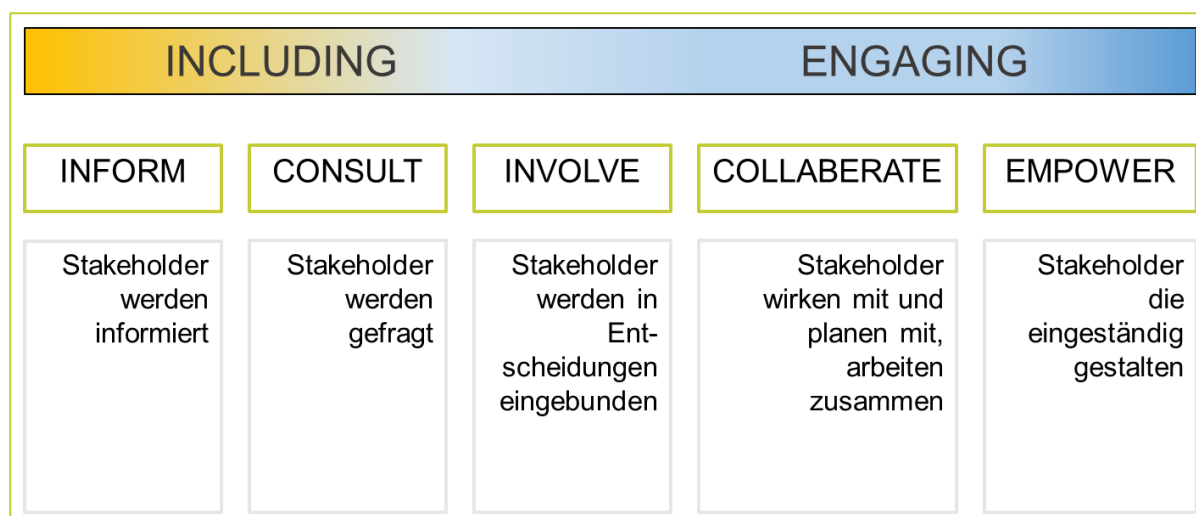 INCLUDING ENGAGING
INFORM
CONSULT
INVOLVE
COLLABERATE
EMPOWER
Stakeholder
werden
informiert
Stakeholder
werden
gefragt
Stakeholder
werden in
Ent-
scheidungen
eingebunden
Stakeholder
wirken mit und
planen mit,
arbeiten
zusammen
Stakeholder
die
eingeständig
gestalten